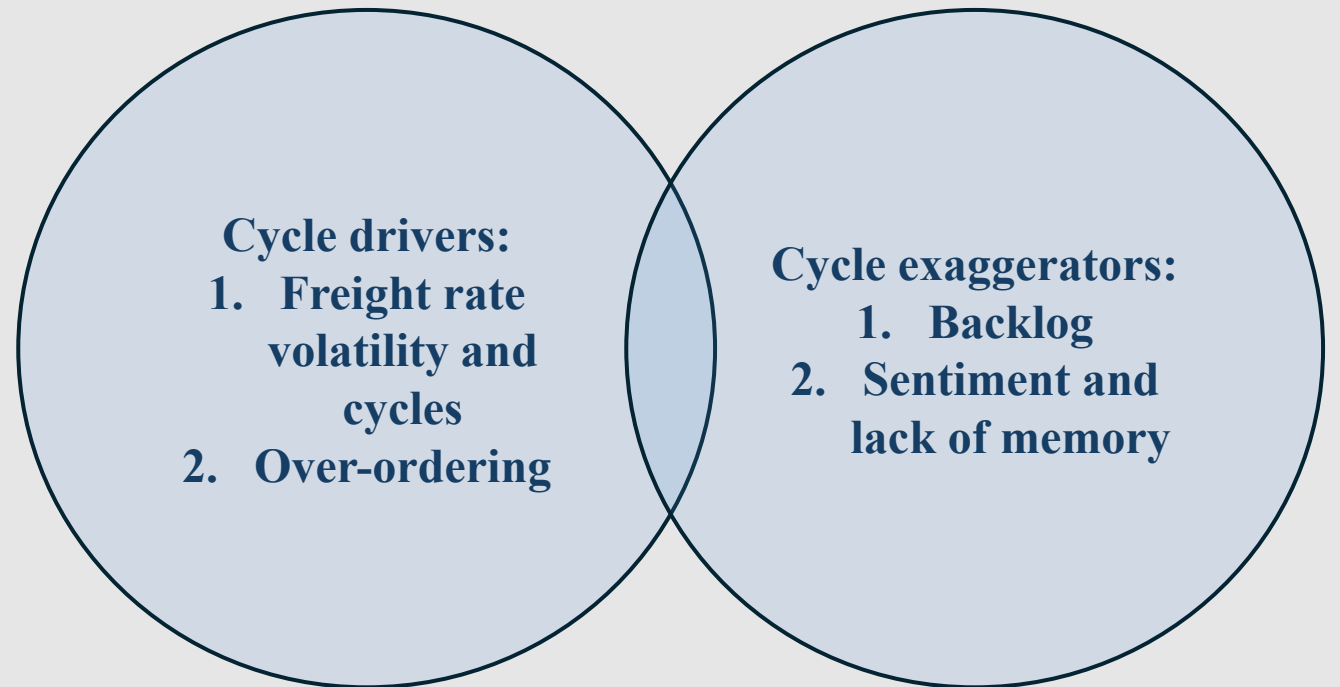 Cycle drivers:
1. Freight rate
volatility and
cycles
2. Over-ordering
Cycle exaggerators:
1. Backlog
2. Sentiment and
lack of memory